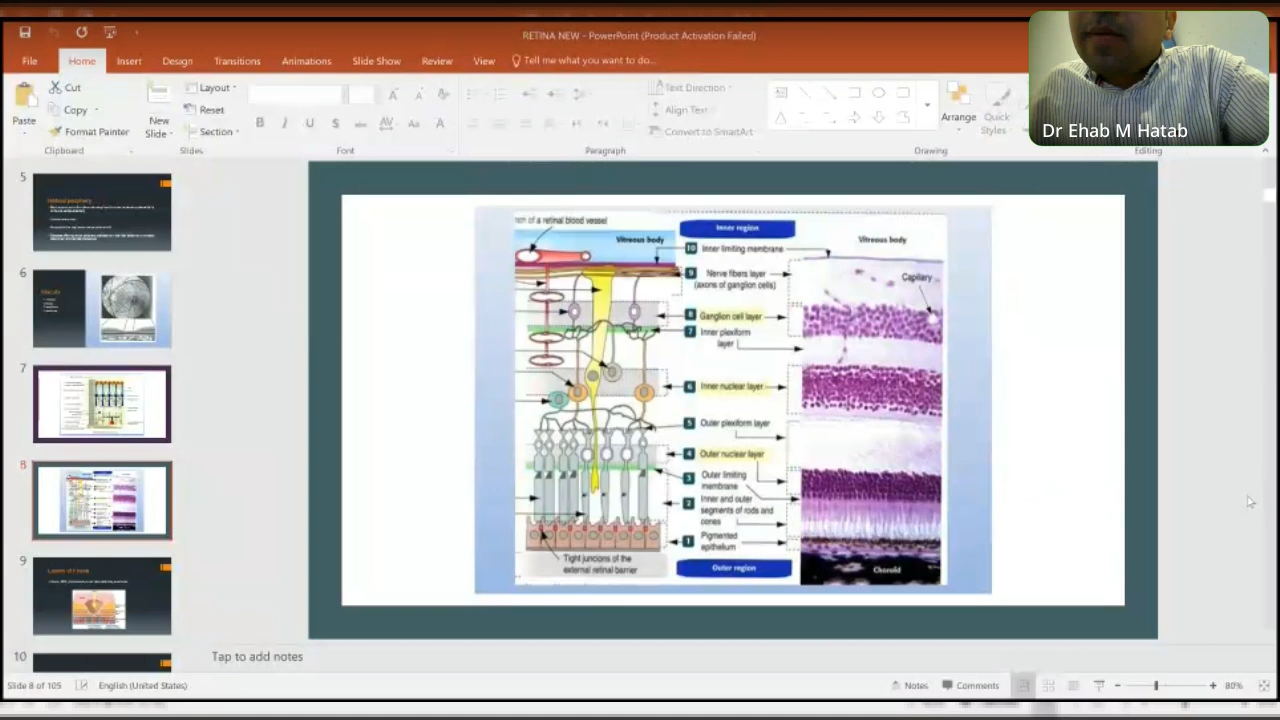 RETINA NEW - PowerPoint (Product Activation Failed)
File Home Insert Design Transitions Animations Slide Show Review View Tell me what you want to do...
Paste
Cut
Copy
Format Painter
Clipboard
New Slide
Layout
Reset
Section
Slides
Font
Text Direction
Align Text
Convert to SmartArt
Paragraph
Arrange
Quick Styles
Drawing
Editing
Dr Ehab M Hatab
5
6
7
8
9
10
of a retinal blood vessel
Vitreous body
Inner region
10 Inner limiting membrane
9 Nerve fibers layer
(axons of ganglion cells)
8 Ganglion cell layer
7 Inner plexiform
layer
6 Inner nuclear layer
5 Outer plexiform layer
4 Outer nuclear layer
3 Outer limiting
membrane
2 Inner and outer
segments of rods and
cones
1 Pigmented
epithelium
Outer region
Tight juncions of the
external retinal barrier
Vitreous body
Capillary
Choroid
Tap to add notes
Slide 8 of 105 English (United States)
Notes Comments 80%